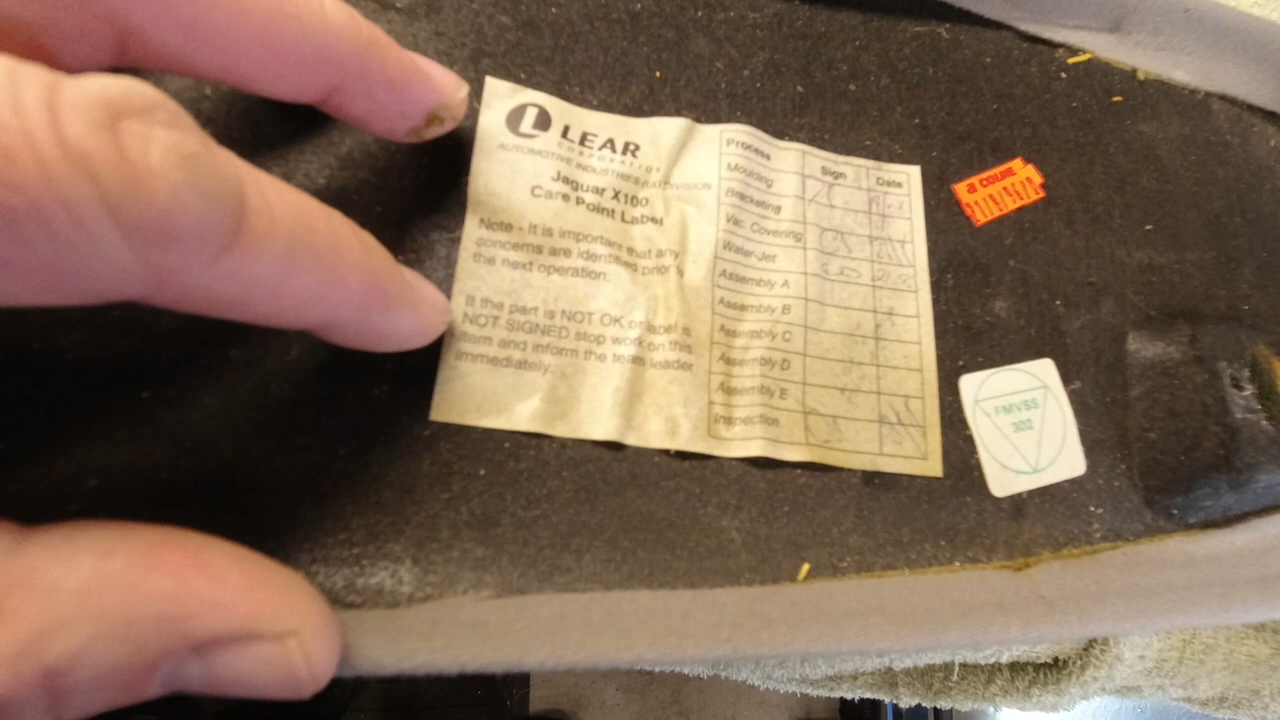 L
LEAR
CORPORATION
AUTOMOTIVE INDUSTRIES (UK) DIVISION
Jaguar X100
Care Point Label
Note - It is important that any
concerns are identified prior
the next operation.
If the part is NOT OK or label is
NOT SIGNED stop work on this
item and inform the team leader
immediately.
Process Sign Date
Moulding
Bracketing
Vac. Covering
Water-Jet
Assembly A
Assembly B
Assembly C
Assembly D
Assembly E
Inspection
FMVSS
302